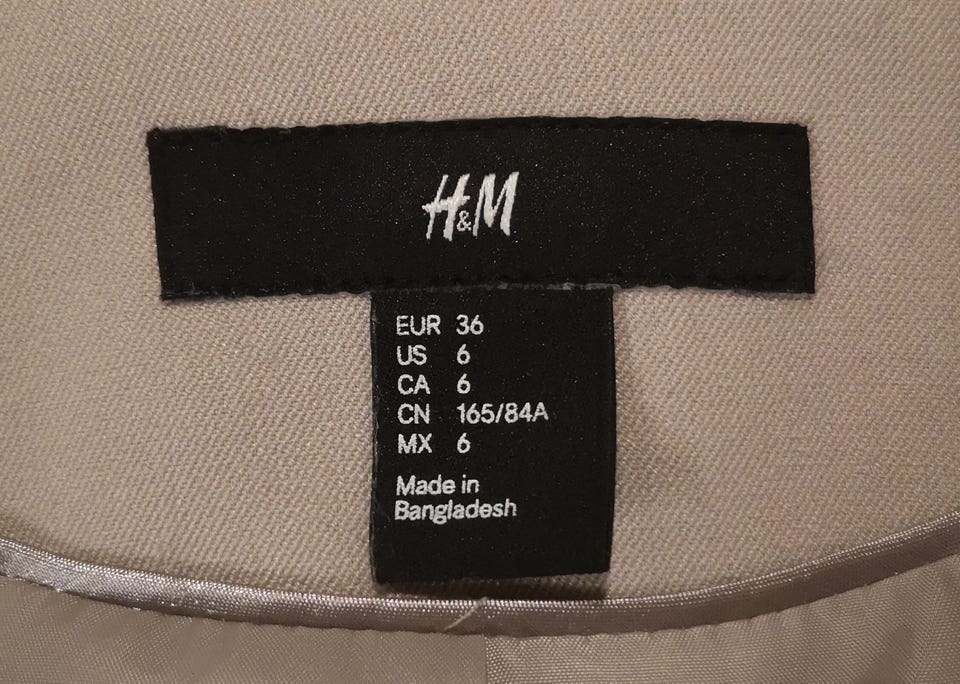 H&M
EUR 36
US 6
CA 6
CN 165/84A
MX 6
Made in
Bangladesh